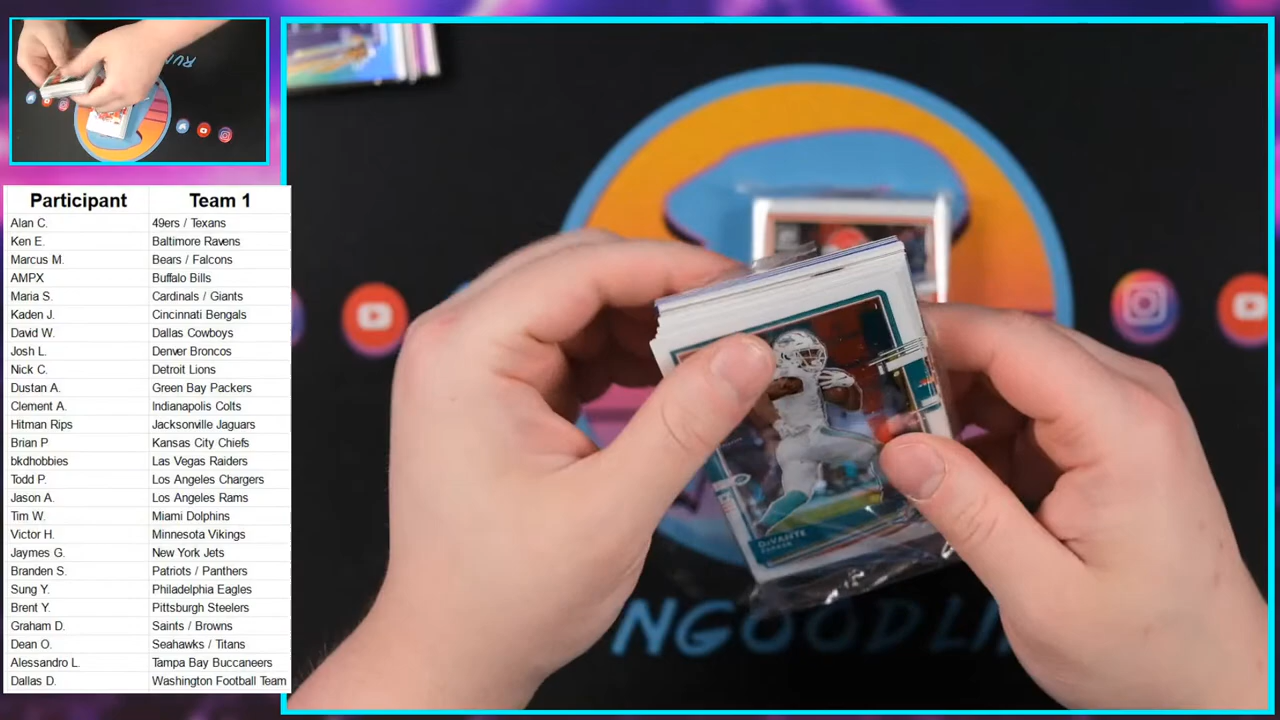 Participant Team 1
Alan C. 49ers / Texans
Ken E. Baltimore Ravens
Marcus M. Bears / Falcons
AMPX Buffalo Bills
Maria S. Cardinals / Giants
Kaden J. Cincinnati Bengals
David W. Dallas Cowboys
Josh L. Denver Broncos
Nick C. Detroit Lions
Dustan A. Green Bay Packers
Clement A. Indianapolis Colts
Hitman Rips Jacksonville Jaguars
Brian P Kansas City Chiefs
bkdhobbies Las Vegas Raiders
Todd P. Los Angeles Chargers
Jason A. Los Angeles Rams
Tim W. Miami Dolphins
Victor H. Minnesota Vikings
Jaymes G. New York Jets
Branden S. Patriots / Panthers
Sung Y. Philadelphia Eagles
Brent Y. Pittsburgh Steelers
Graham D. Saints / Browns
Dean O. Seahawks / Titans
Alessandro L. Tampa Bay Buccaneers
Dallas D. Washington Football Team
DEVANTE
PARKER
NGOODLI